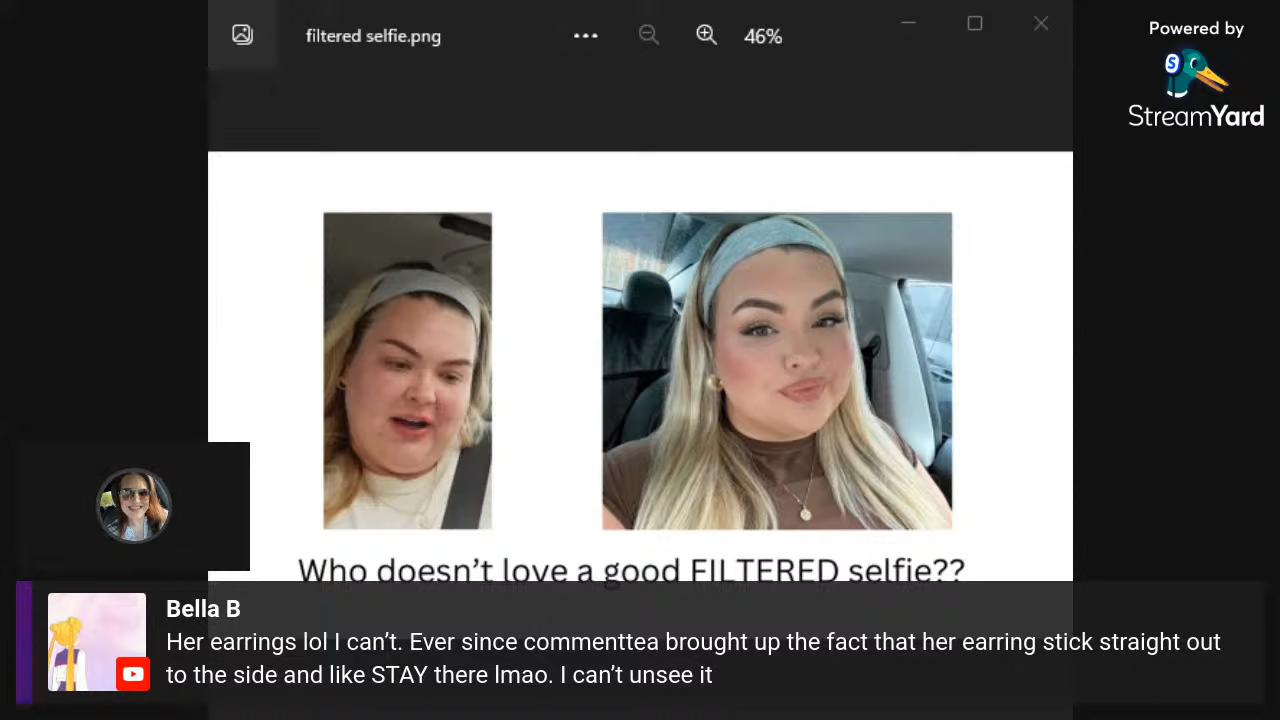 filtered selfie.png
46%
Powered by
StreamYard
Who doesn't love a good FILTERED selfie??
Bella B
Her earrings lol I can't. Ever since commenttea brought up the fact that her earring stick straight out
to the side and like STAY there lmao. I can't unsee it